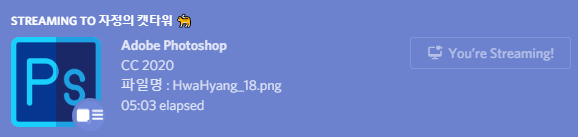 STREAMING TO 자정의 캣타워 🐈
Ps
Adobe Photoshop
CC 2020
파일명 : HwaHyang_18.png
05:03 elapsed
You're Streaming!